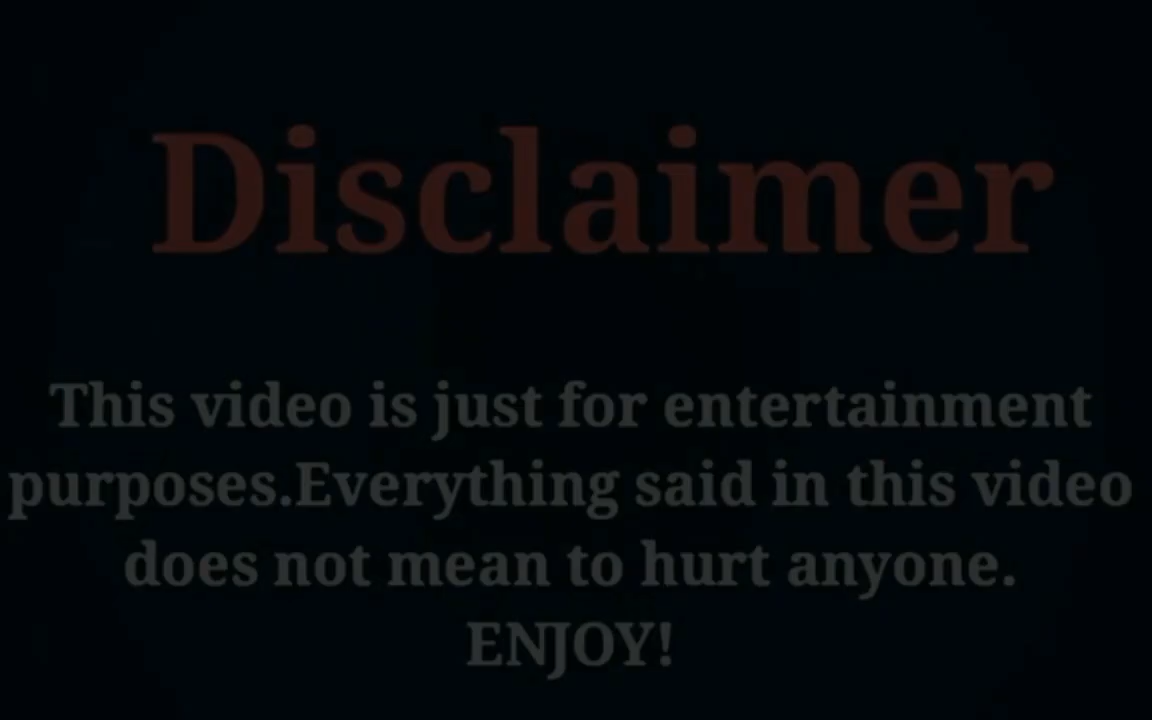 Disclaimer
This video is just for entertainment
purposes.Everything said in this video
does not mean to hurt anyone.
ENJOY!